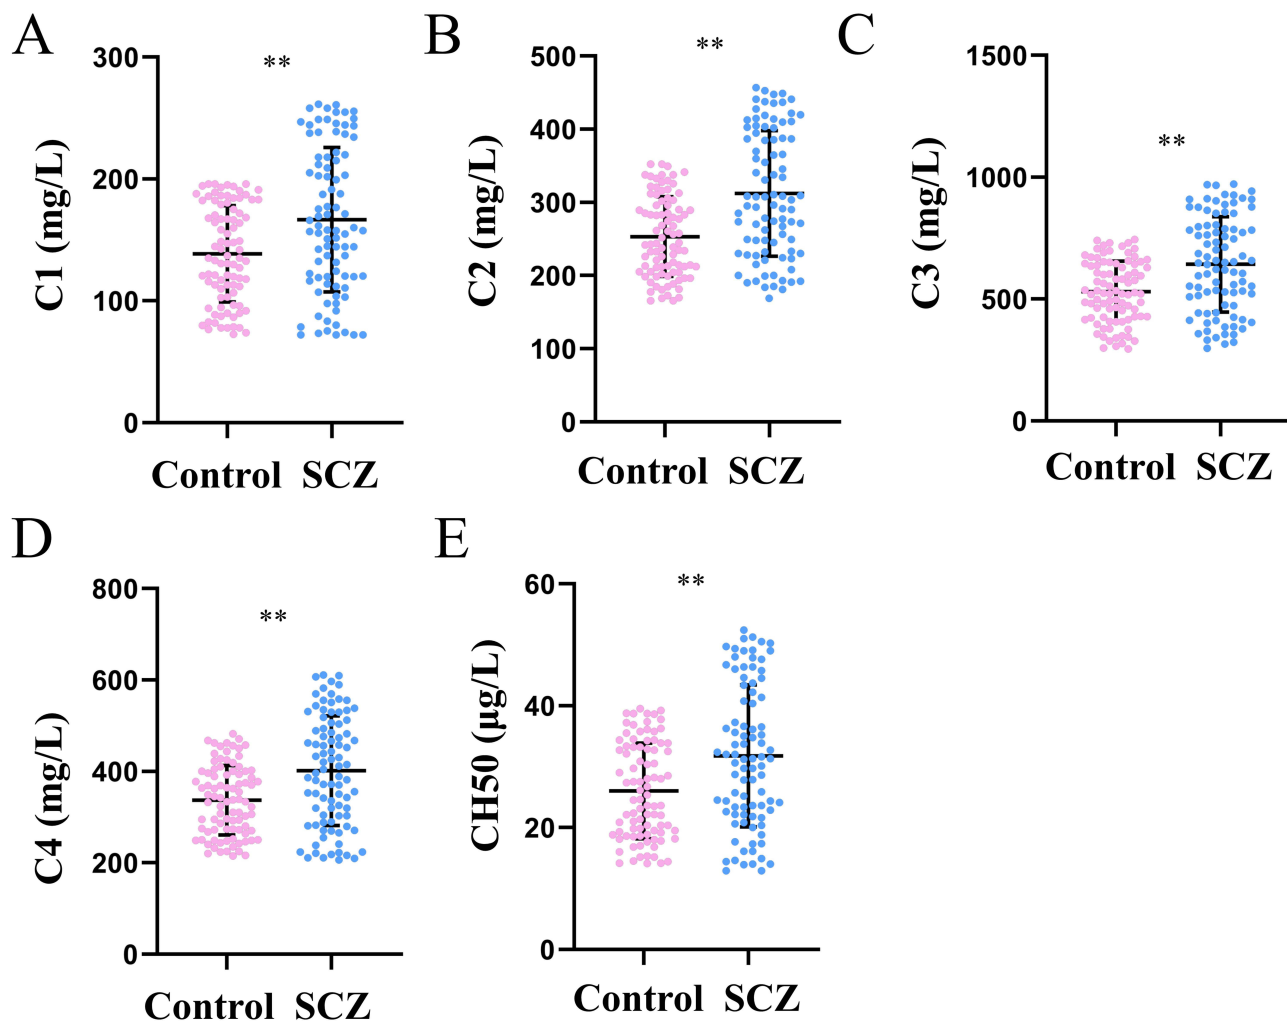 A
**
C1 (mg/L)
300
200
100
0
Control SCZ
B
**
C2 (mg/L)
500
400
300
200
100
0
Control SCZ
C
**
C3 (mg/L)
1500
1000
500
0
Control SCZ
D
**
C4 (mg/L)
800
600
400
200
0
Control SCZ
E
**
CH50 (μg/L)
60
40
20
0
Control SCZ